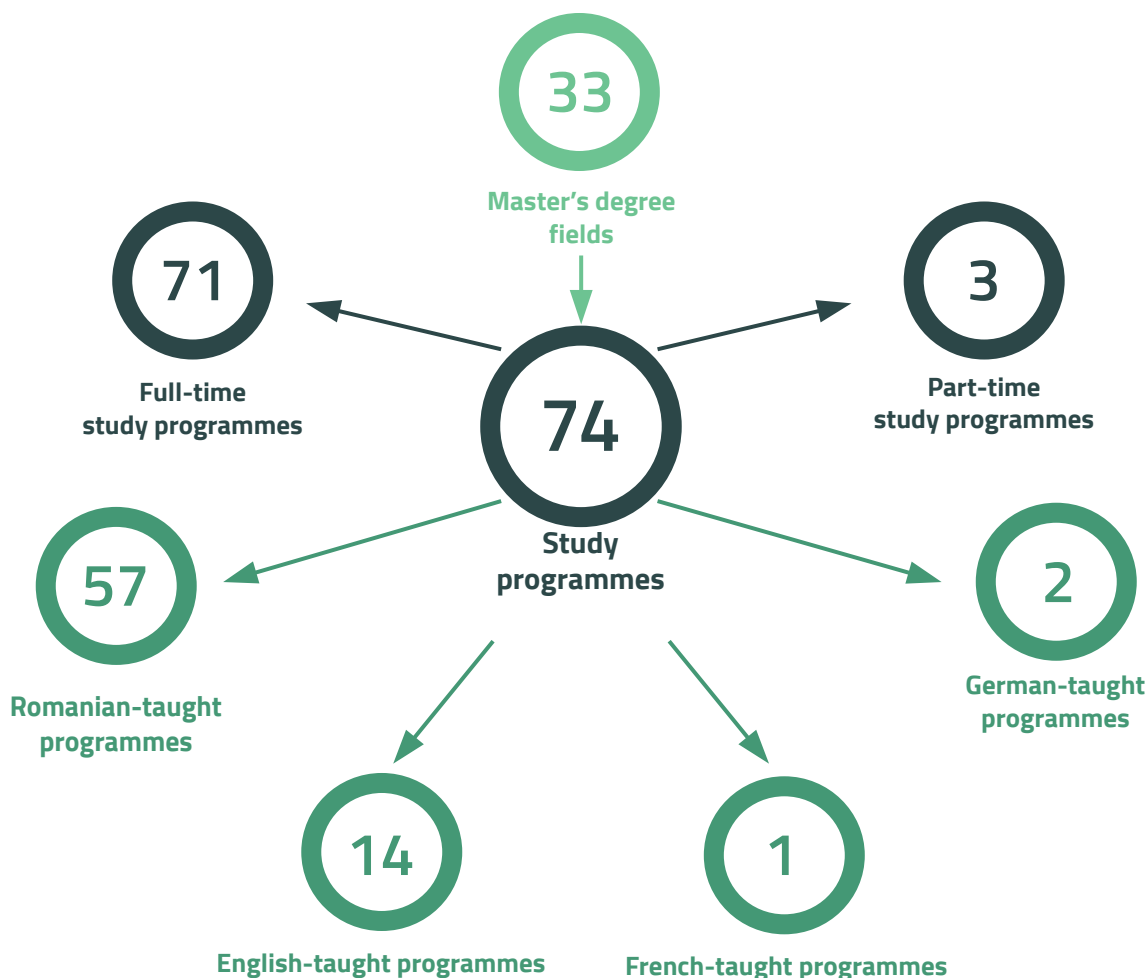 33
Master’s degree
fields
71
Full-time
study programmes
3
Part-time
study programmes
74
Study
programmes
57
Romanian-taught
programmes
2
German-taught
programmes
14
English-taught programmes
1
French-taught programmes